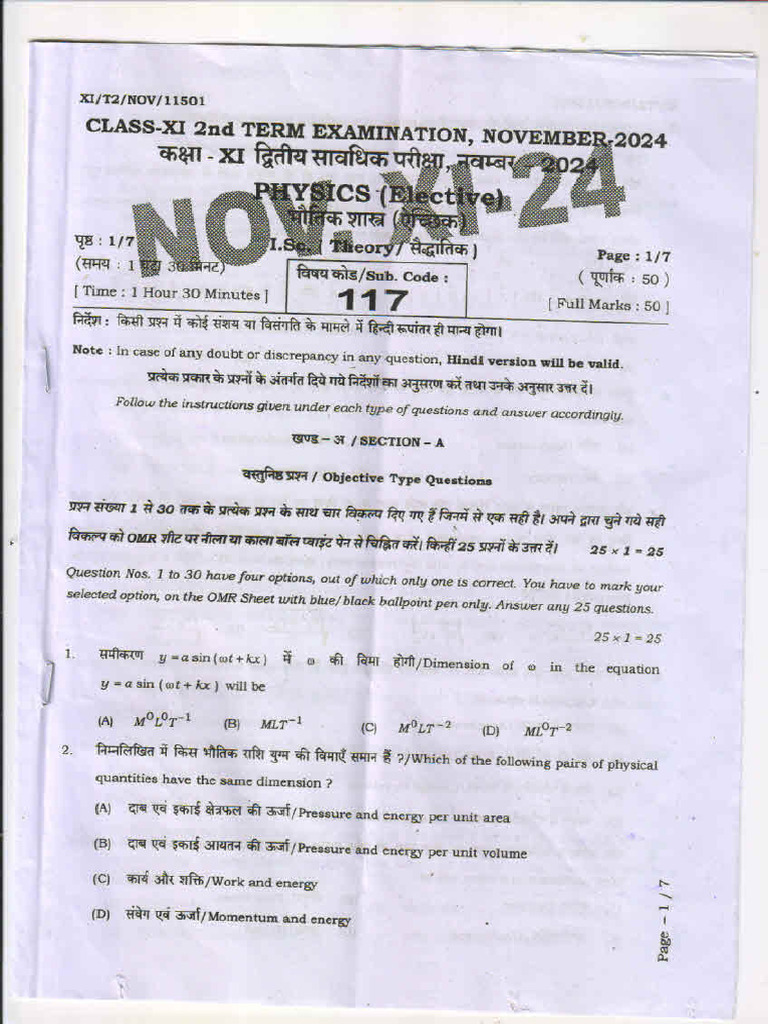 XI/T2/NOV/11501
CLASS-XI 2nd TERM EXAMINATION, NOVEMBER-2024
कक्षा - XI द्वितीय सावधिक परीक्षा, नवम्बर - 2024
PHYSICS (Elective)
भौतिक शास्त्र (ऐच्छिक)
NOV. XI-24
पृष्ठ : 1/7
I.Sc. ( Theory/ सैद्धांतिक )
Page : 1/7
(समय : 1 घण्टा 30 मिनट)
विषय कोड/Sub. Code :
( पूर्णांक : 50 )
[ Time : 1 Hour 30 Minutes ]
117
[ Full Marks : 50 ]
निर्देश : किसी प्रश्न में कोई संशय या विसंगति के मामले में हिन्दी रूपांतर ही मान्य होगा।
Note : In case of any doubt or discrepancy in any question, Hindi version will be valid.
प्रत्येक प्रकार के प्रश्नों के अंतर्गत दिये गये निर्देशों का अनुसरण करें तथा उनके अनुसार उत्तर दें।
Follow the instructions given under each type of questions and answer accordingly.
खण्ड – अ / SECTION – A
वस्तुनिष्ठ प्रश्न / Objective Type Questions
प्रश्न संख्या 1 से 30 तक के प्रत्येक प्रश्न के साथ चार विकल्प दिए गए हैं जिनमें से एक सही है। अपने द्वारा चुने गये सही
विकल्प को OMR शीट पर नीला या काला बॉल प्वाइंट पेन से चिह्नित करें। किन्हीं 25 प्रश्नों के उत्तर दें। 25 × 1 = 25
Question Nos. 1 to 30 have four options, out of which only one is correct. You have to mark your
selected option, on the OMR Sheet with blue/ black ballpoint pen only. Answer any 25 questions.
25 × 1 = 25
1. समीकरण y = a sin ( ωt + kx ) में ω की विमा होगी/Dimension of ω in the equation
y = a sin ( ωt + kx ) will be
(A) M⁰L⁰T⁻¹ (B) MLT⁻¹ (C) M⁰LT⁻² (D) ML⁰T⁻²
2. निम्नलिखित में किस भौतिक राशि युग्म की विमाएँ समान हैं ?/Which of the following pairs of physical
quantities have the same dimension ?
(A) दाब एवं इकाई क्षेत्रफल की ऊर्जा/Pressure and energy per unit area
(B) दाब एवं इकाई आयतन की ऊर्जा/Pressure and energy per unit volume
(C) कार्य और शक्ति/Work and energy
(D) संवेग एवं ऊर्जा/Momentum and energy
Page – 1 / 7